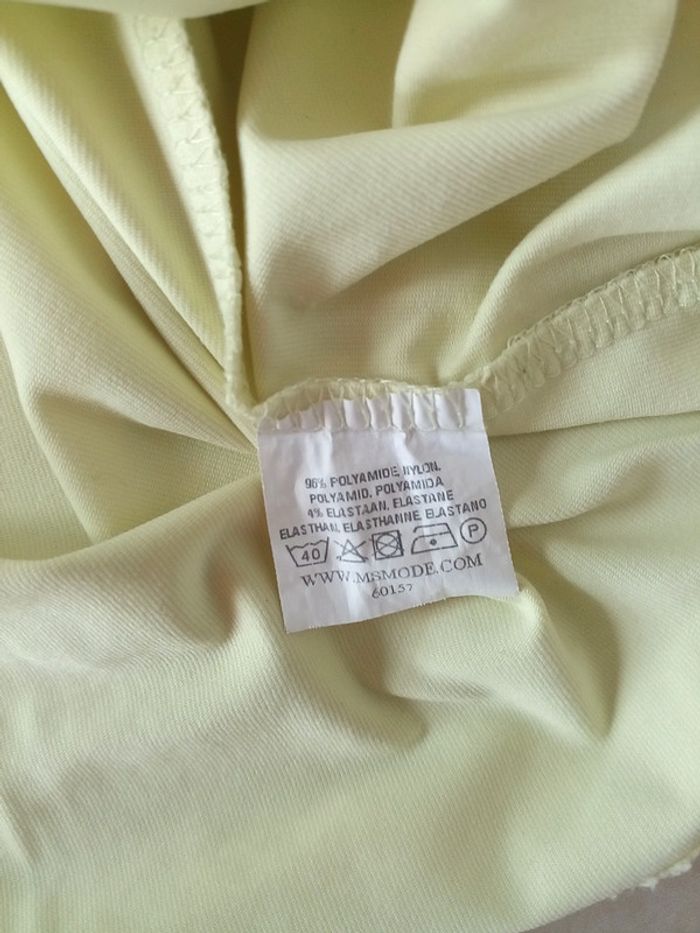 96% POLYAMIDE, NYLON,
POLYAMID, POLYAMIDA
4% ELASTAAN, ELASTANE
ELASTHAN, ELASTHANNE ELASTANO
40 P
WWW.MSMODE.COM
60157